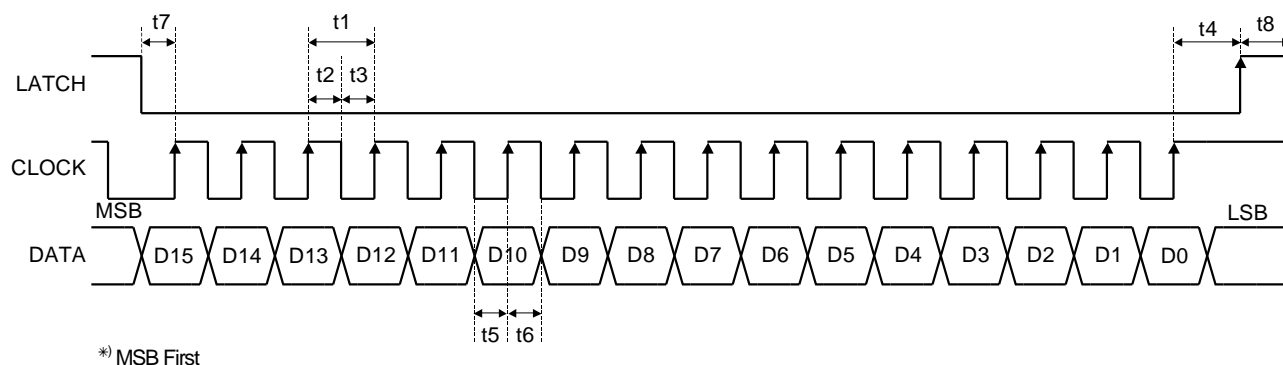 t7 t1 t4 t8
LATCH t2 t3
CLOCK
MSB LSB
DATA D15 D14 D13 D12 D11 D10 D9 D8 D7 D6 D5 D4 D3 D2 D1 D0
t5 t6
*) MSB First